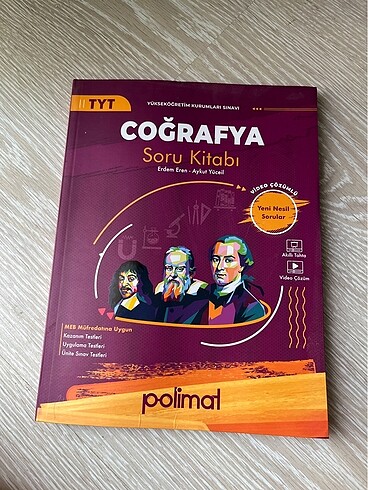 TYT
YÜKSEKÖĞRETİM KURUMLARI SINAVI
COĞRAFYA
Soru Kitabı
Erdem Eren - Aykut Yüceil
VİDEO ÇÖZÜMLÜ
Yeni Nesil
Sorular
Akıllı Tahta
Video Çözüm
MEB Müfredatına Uygun
Kazanım Testleri
Uygulama Testleri
Ünite Sınav Testleri
polimat